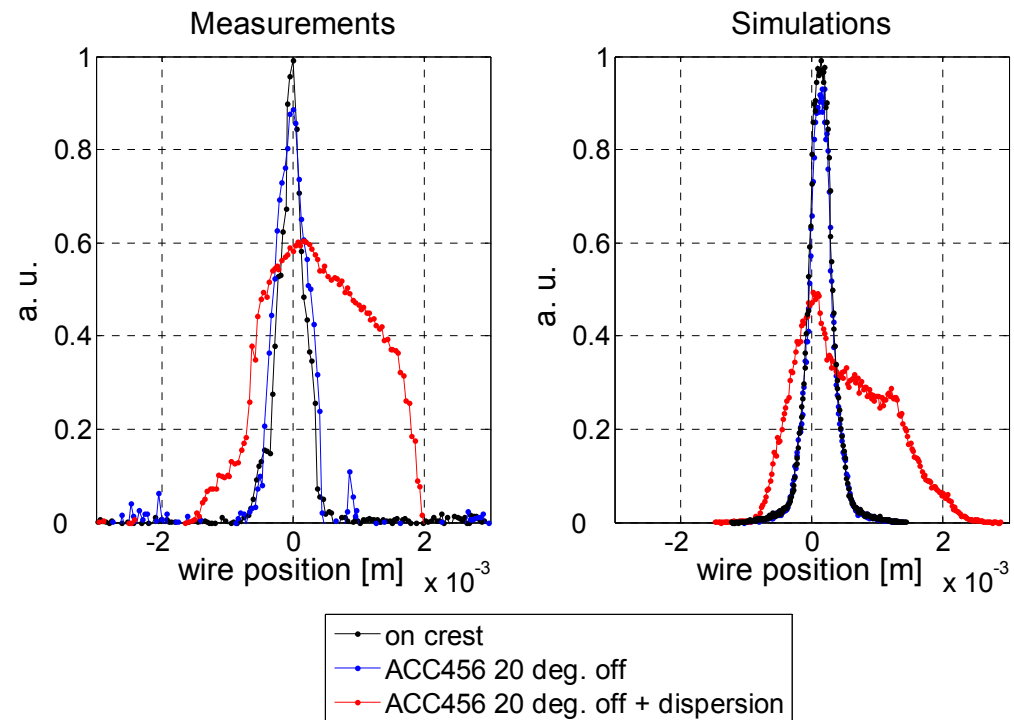 Measurements
Simulations
1
0.8
0.6
0.4
0.2
0
-2
0
2
a. u.
wire position [m]
x 10-3
1
0.8
0.6
0.4
0.2
0
-2
0
2
a. u.
wire position [m]
x 10-3
on crest
ACC456 20 deg. off
ACC456 20 deg. off + dispersion